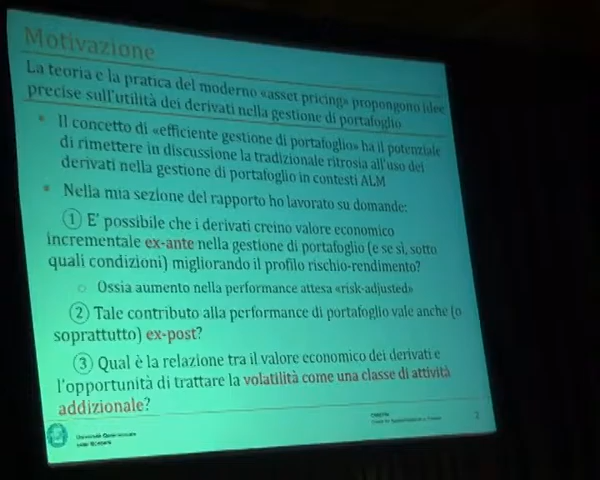 Motivazione
La teoria e la pratica del moderno «asset pricing» propongono idee
precise sull'utilità dei derivati nella gestione di portafoglio
• Il concetto di «efficiente gestione di portafoglio» ha il potenziale
di rimettere in discussione la tradizionale ritrosia all'uso dei
derivati nella gestione di portafoglio in contesti ALM
• Nella mia sezione del rapporto ho lavorato su domande:
① E' possibile che i derivati creino valore economico
incrementale ex-ante nella gestione di portafoglio (e se sì, sotto
quali condizioni) migliorando il profilo rischio-rendimento?
○ Ossia aumento nella performance attesa «risk-adjusted»
② Tale contributo alla performance di portafoglio vale anche (o
soprattutto) ex-post?
③ Qual è la relazione tra il valore economico dei derivati e
l'opportunità di trattare la volatilità come una classe di attività
addizionale?
2